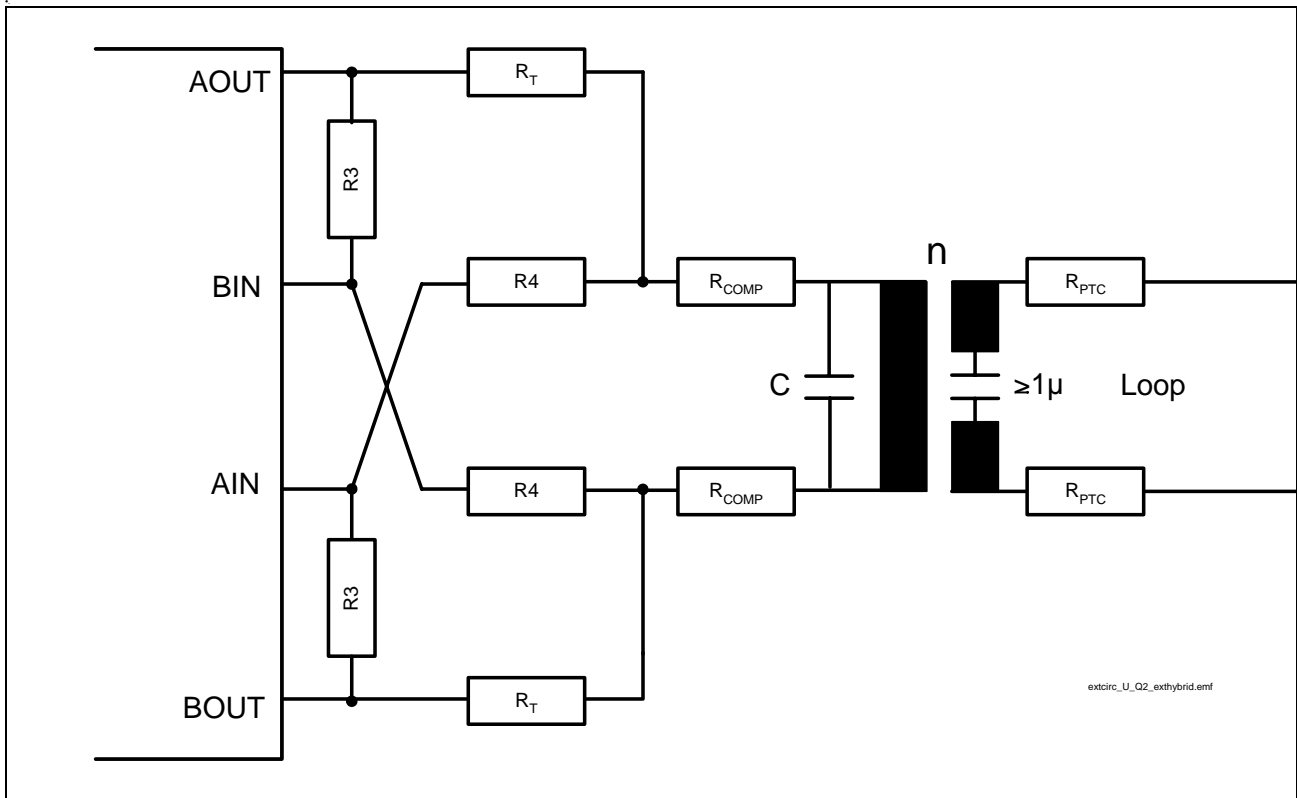 AOUT
R_T
R3
n
BIN
R4
R_COMP
R_PTC
C
≥1µ
Loop
AIN
R4
R_COMP
R_PTC
R3
BOUT
R_T
extcirc_U_Q2_exthybrid.emf